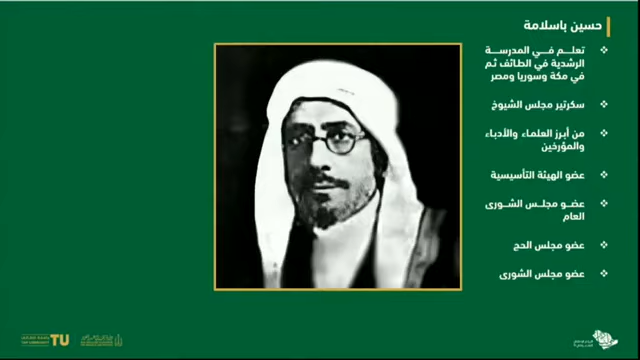 حسين باسلامة
تعلم في المدرسة
الرشدية في الطائف ثم
في مكة وسوريا ومصر
سكرتير مجلس الشيوخ
من أبرز العلماء والأدباء
والمؤرخين
عضو الهيئة التأسيسية
عضو مجلس الشورى
العام
عضو مجلس الحج
عضو مجلس الشورى
TU